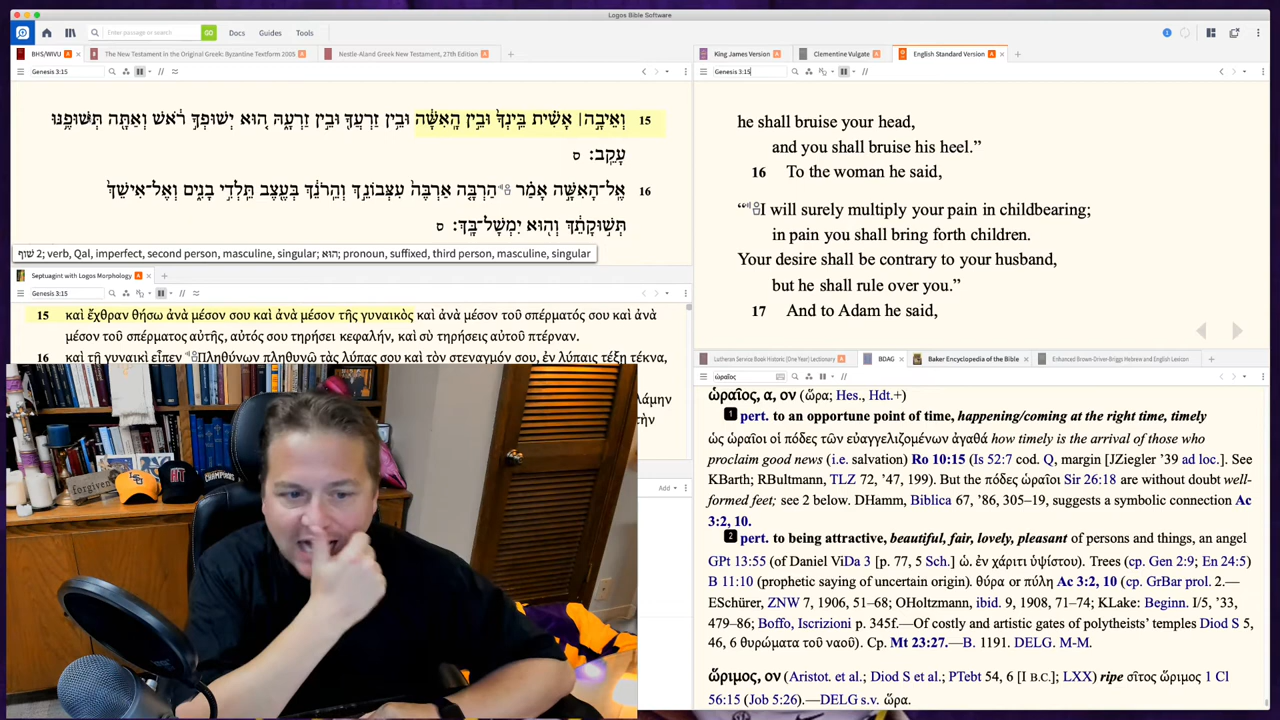 Logos Bible Software
Enter passage or search
GO
Docs
Guides
Tools
1
BHS/WIVU A
The New Testament in the Original Greek: Byzantine Textform 2005 A
Nestle-Aland Greek New Testament, 27th Edition A
Genesis 3:15
15 וְאֵיבָ֣ה׀ אָשִׁ֗ית בֵּֽינְךָ֙ וּבֵ֣ין הָֽאִשָּׁ֔ה וּבֵ֥ין זַרְעֲךָ֖ וּבֵ֣ין זַרְעָ֑הּ ה֚וּא יְשׁוּפְךָ֣ רֹ֔אשׁ וְאַתָּ֖ה תְּשׁוּפֶ֥נּוּ
עָקֵֽב׃ ס
16 אֶֽל־הָאִשָּׁ֣ה אָמַ֗ר הַרְבָּ֤ה אַרְבֶּה֙ עִצְּבוֹנֵ֣ךְ וְהֵֽרֹנֵ֔ךְ בְּעֶ֖צֶב תֵּֽלְדִ֣י בָנִ֑ים וְאֶל־אִישֵׁךְ֙
תְּשׁ֣וּקָתֵ֔ךְ וְה֖וּא יִמְשָׁל־בָּֽךְ׃ ס
שׁוּף 2; verb, Qal, imperfect, second person, masculine, singular; הוּא; pronoun, suffixed, third person, masculine, singular
Septuagint with Logos Morphology A
Genesis 3:15
15 καὶ ἔχθραν θήσω ἀνὰ μέσον σου καὶ ἀνὰ μέσον τῆς γυναικὸς καὶ ἀνὰ μέσον τοῦ σπέρματός σου καὶ ἀνὰ
μέσον τοῦ σπέρματος αὐτῆς, αὐτός σου τηρήσει κεφαλήν, καὶ σὺ τηρήσεις αὐτοῦ πτέρναν.
16 καὶ τῇ γυναικὶ εἶπεν Πληθύνων πληθυνῶ τὰς λύπας σου καὶ τὸν στεναγμόν σου, ἐν λύπαις τέξῃ τέκνα,
λάμην
τὴν
Add
Forgiven
SF
HT
CHAMPIONS
King James Version A
Clementine Vulgate A
English Standard Version A
Genesis 3:15
he shall bruise your head,
and you shall bruise his heel.”
16 To the woman he said,
“I will surely multiply your pain in childbearing;
in pain you shall bring forth children.
Your desire shall be contrary to your husband,
but he shall rule over you.”
17 And to Adam he said,
Lutheran Service Book Historic (One Year) Lectionary A
BDAG
Baker Encyclopedia of the Bible
Enhanced Brown-Driver-Briggs Hebrew and English Lexicon
ὡραῖος
ὡραῖος, α, ον (ὥρα; Hes., Hdt.+)
1 pert. to an opportune point of time, happening/coming at the right time, timely
ὡς ὡραῖοι οἱ πόδες τῶν εὐαγγελιζομένων ἀγαθά how timely is the arrival of those who
proclaim good news (i.e. salvation) Ro 10:15 (Is 52:7 cod. Q, margin [JZiegler ’39 ad loc.]. See
KBarth; RBultmann, TLZ 72, ’47, 199). But the πόδες ὡραῖοι Sir 26:18 are without doubt well-
formed feet; see 2 below. DHamm, Biblica 67, ’86, 305–19, suggests a symbolic connection Ac
3:2, 10.
2 pert. to being attractive, beautiful, fair, lovely, pleasant of persons and things, an angel
GPt 13:55 (of Daniel ViDa 3 [p. 77, 5 Sch.] ὡ. ἐν χάριτι ὑψίστου). Trees (cp. Gen 2:9; En 24:5)
B 11:10 (prophetic saying of uncertain origin). θύρα or πύλη Ac 3:2, 10 (cp. GrBar prol. 2.—
ESchürer, ZNW 7, 1906, 51–68; OHoltzmann, ibid. 9, 1908, 71–74; KLake: Beginn. I/5, ’33,
479–86; Boffo, Iscrizioni p. 345f.—Of costly and artistic gates of polytheists’ temples Diod S 5,
46, 6 θυρώματα τοῦ ναοῦ). Cp. Mt 23:27.—B. 1191. DELG. M-M.
ὥριμος, ον (Aristot. et al.; Diod S et al.; PTebt 54, 6 [I B.C.]; LXX) ripe σῖτος ὥριμος 1 Cl
56:15 (Job 5:26).—DELG s.v. ὥρα.